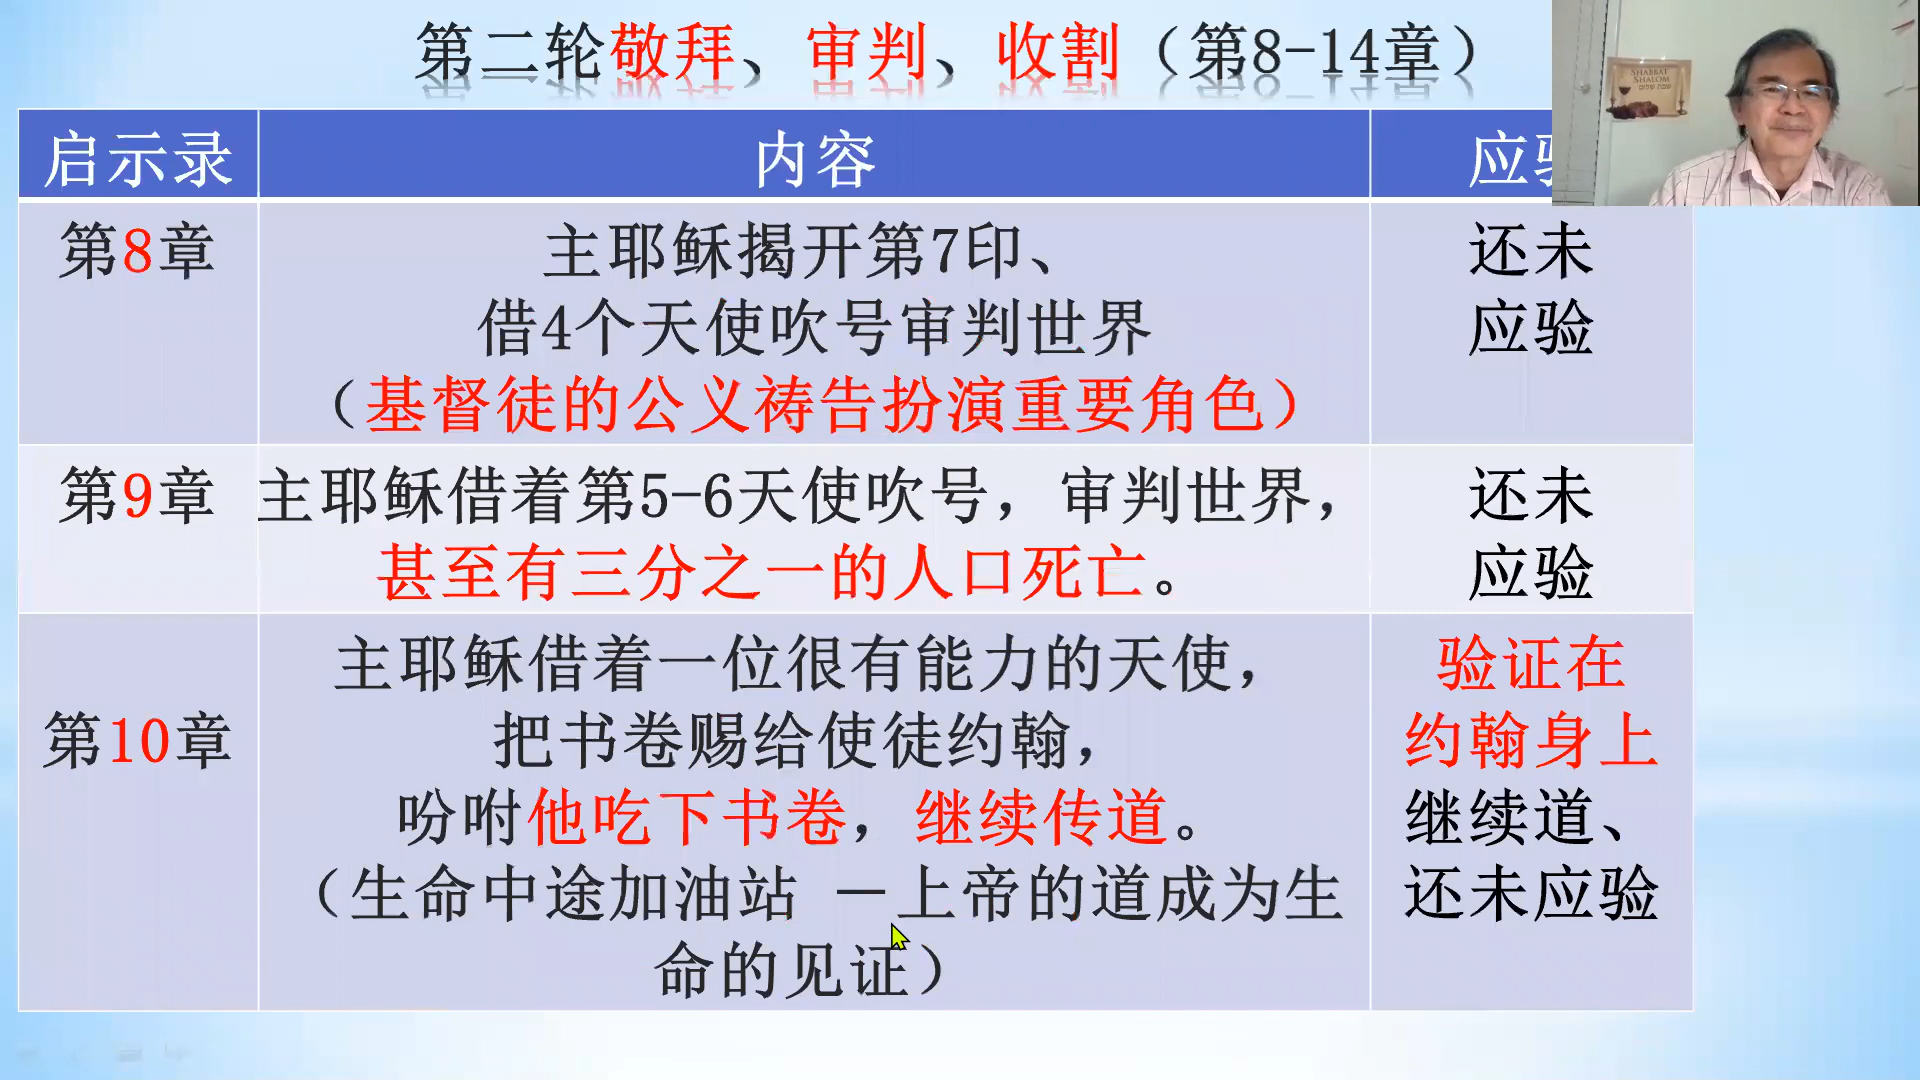 第二轮敬拜、审判、收割（第8-14章）
SHABBAT
SHALOM
שבת שלום
启示录 内容 应验
第8章 主耶稣揭开第7印、 还未
借4个天使吹号审判世界 应验
（基督徒的公义祷告扮演重要角色）
第9章 主耶稣借着第5-6天使吹号，审判世界， 还未
甚至有三分之一的人口死亡。 应验
主耶稣借着一位很有能力的天使， 验证在
第10章 把书卷赐给使徒约翰， 约翰身上
吩咐他吃下书卷，继续传道。 继续道、
（生命中途加油站 －上帝的道成为生 还未应验
命的见证）